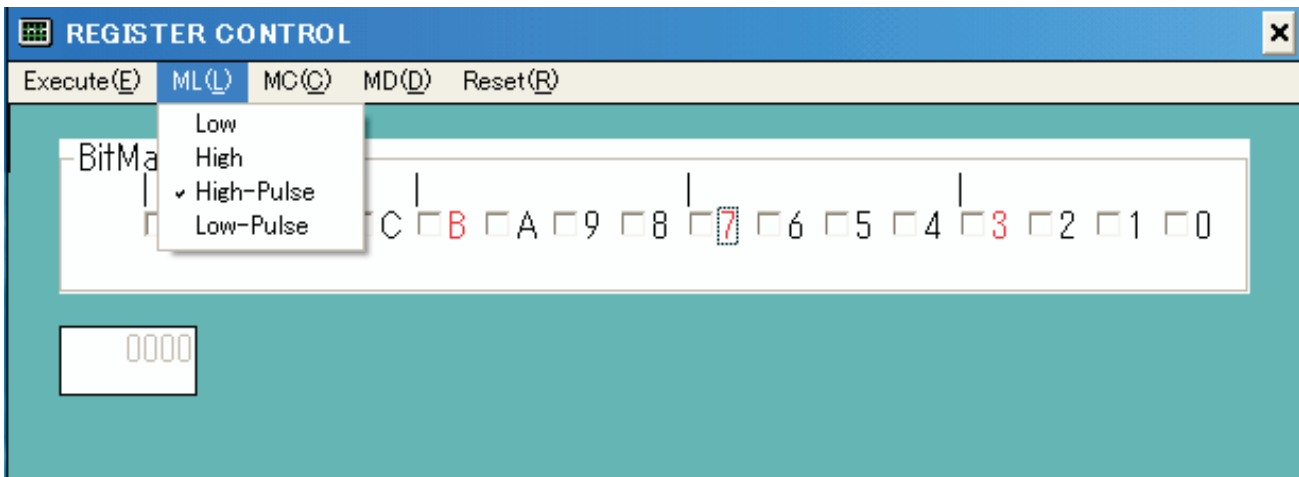 REGISTER CONTROL
Execute(E) ML(L) MC(C) MD(D) Reset(R)
Low
High
High-Pulse
Low-Pulse
BitMa
C B A 9 8 7 6 5 4 3 2 1 0
0000